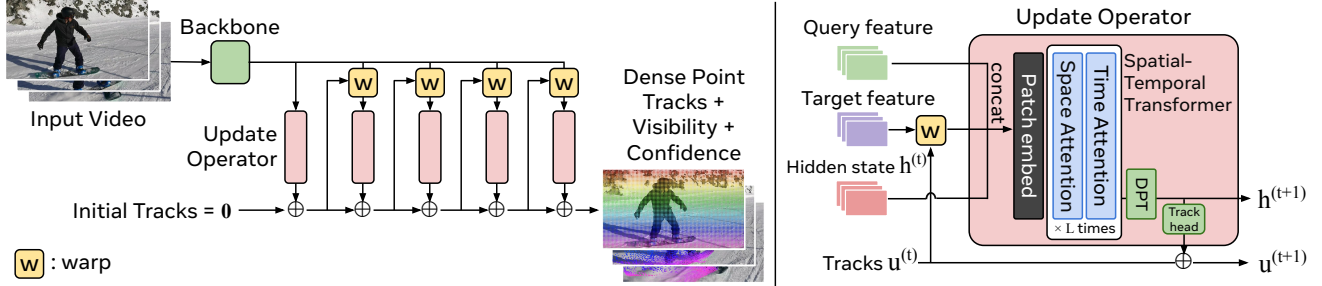 Backbone
Input Video
Update
Operator
W
W
W
W
Initial Tracks = 0
W : warp
Dense Point
Tracks +
Visibility +
Confidence
Update Operator
Query feature
Target feature
Hidden state h^(t)
W
concat
Patch embed
Space Attention
Time Attention
× L times
Spatial-
Temporal
Transformer
DPT
Track
head
h^(t+1)
Tracks u^(t)
u^(t+1)